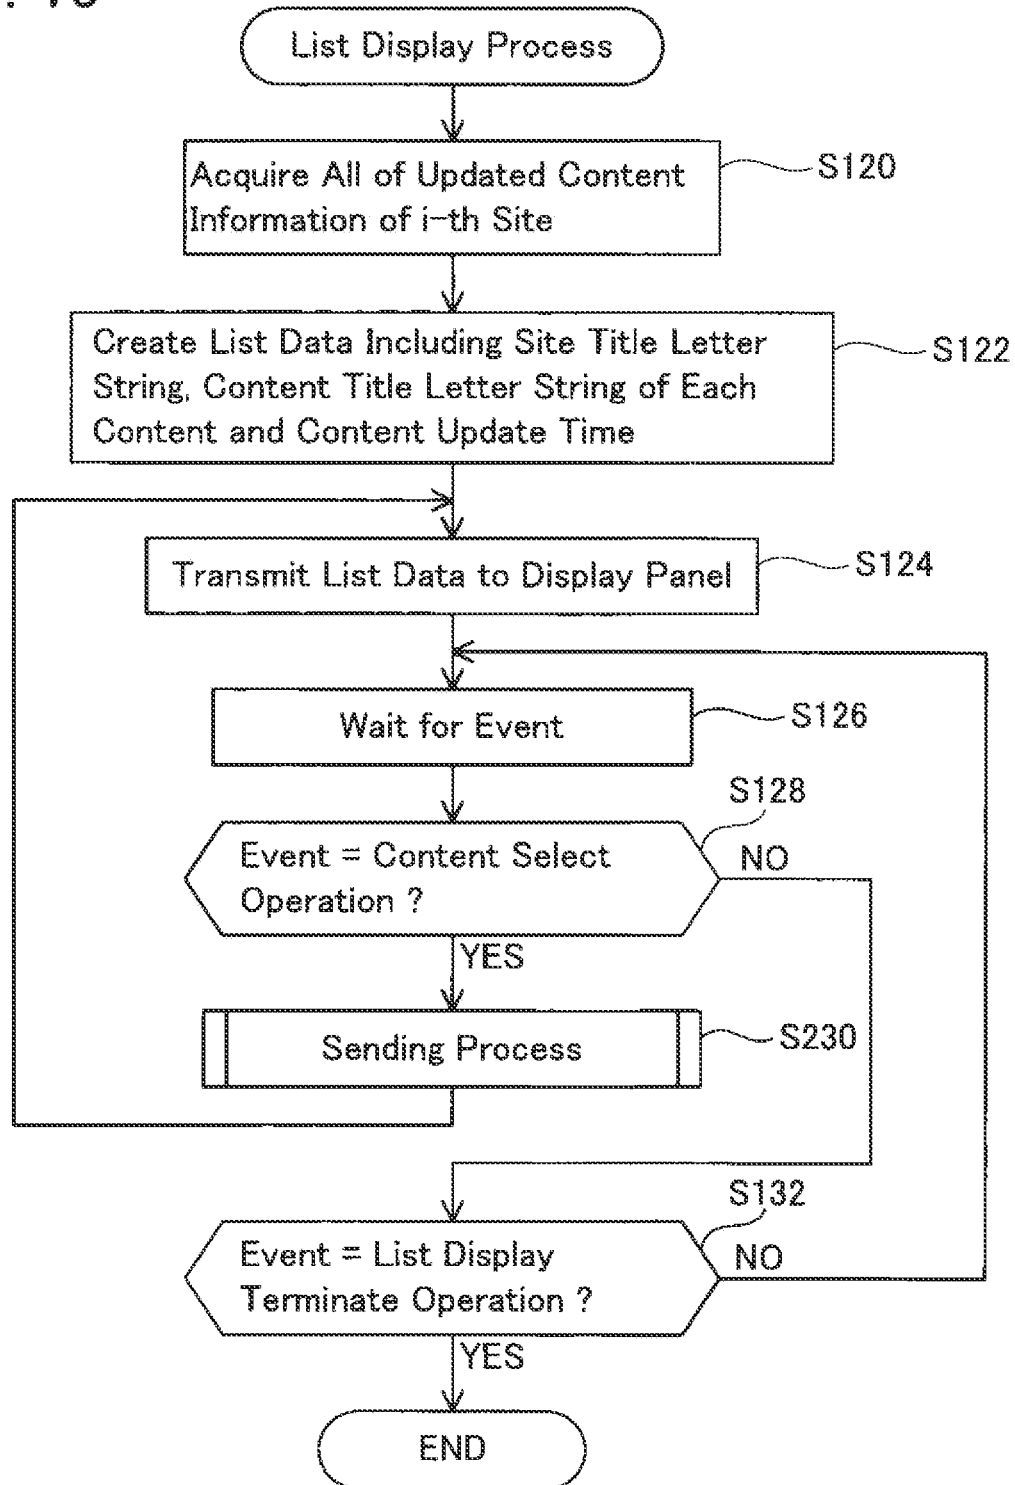 List Display Process
Acquire All of Updated Content
Information of i-th Site
S120
Create List Data Including Site Title Letter
String, Content Title Letter String of Each
Content and Content Update Time
S122
Transmit List Data to Display Panel
S124
Wait for Event
S126
S128
Event = Content Select
Operation ?
NO
YES
Sending Process
S230
S132
Event = List Display
Terminate Operation ?
NO
YES
END